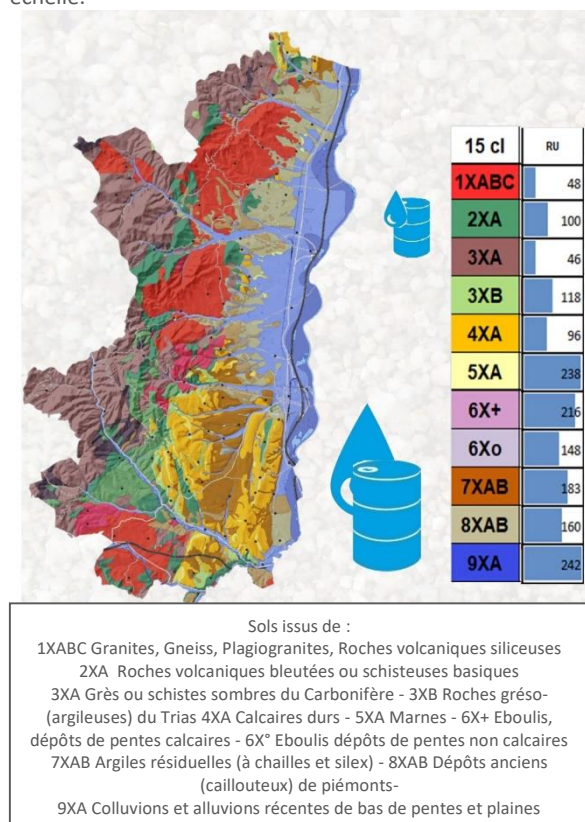 échelle.
15 cl RU
1XABC 48
2XA 100
3XA 46
3XB 118
4XA 96
5XA 238
6X+ 216
6Xo 148
7XAB 183
8XAB 160
9XA 242
Sols issus de :
1XABC Granites, Gneiss, Plagiogranites, Roches volcaniques siliceuses
2XA Roches volcaniques bleutées ou schisteuses basiques
3XA Grès ou schistes sombres du Carbonifère - 3XB Roches gréso-
(argileuses) du Trias 4XA Calcaires durs - 5XA Marnes - 6X+ Eboulis,
dépôts de pentes calcaires - 6X° Eboulis dépôts de pentes non calcaires
7XAB Argiles résiduelles (à chailles et silex) - 8XAB Dépôts anciens
(caillouteux) de piémonts-
9XA Colluvions et alluvions récentes de bas de pentes et plaines